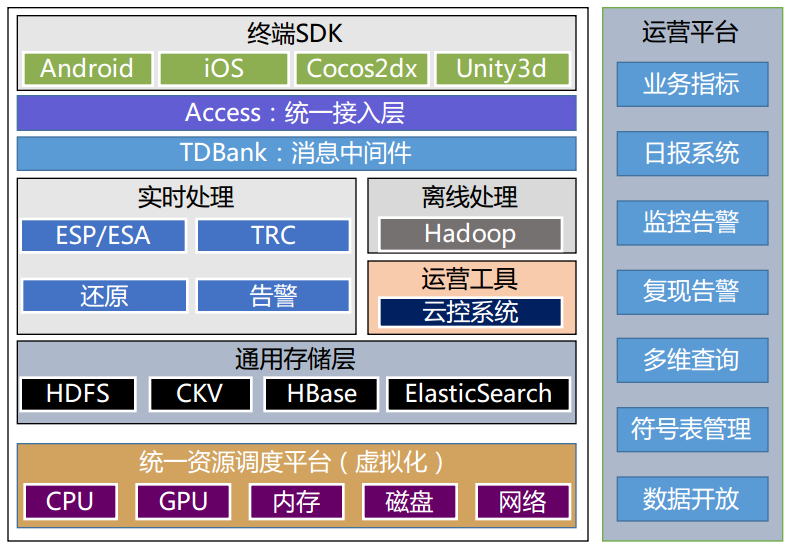 终端SDK
Android
iOS
Cocos2dx
Unity3d
Access：统一接入层
TDBank：消息中间件
实时处理
ESP/ESA
TRC
还原
告警
离线处理
Hadoop
运营工具
云控系统
通用存储层
HDFS
CKV
HBase
ElasticSearch
统一资源调度平台（虚拟化）
CPU
GPU
内存
磁盘
网络
运营平台
业务指标
日报系统
监控告警
复现告警
多维查询
符号表管理
数据开放